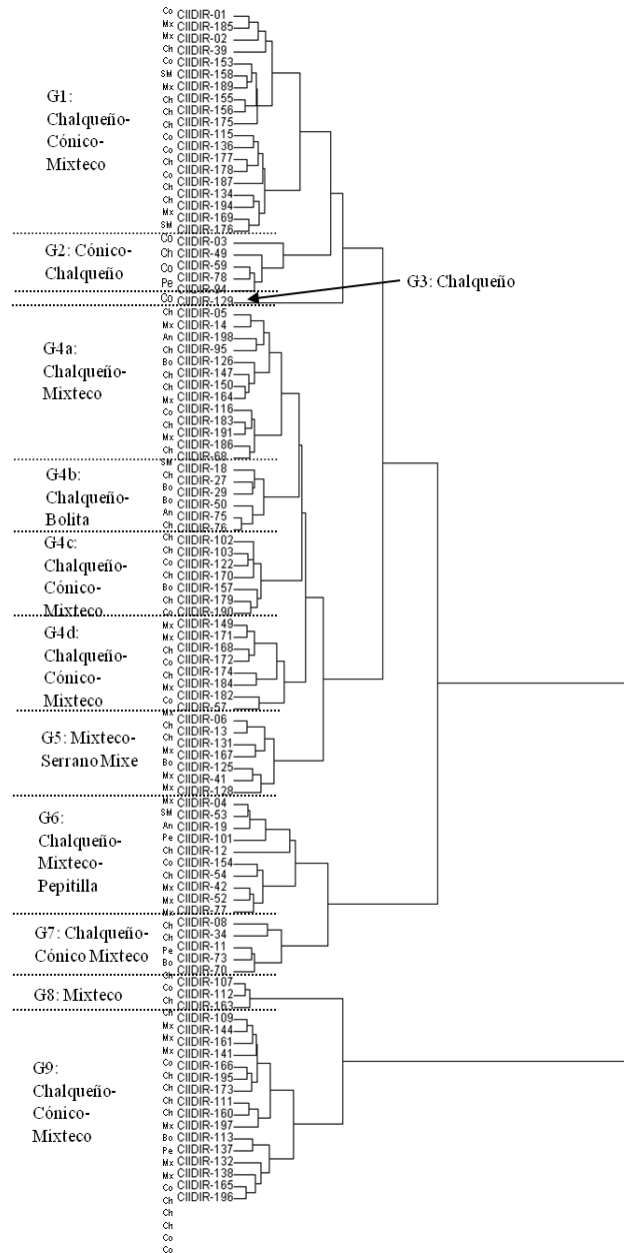 G1:
Chalqueño-
Cónico-
Mixteco
G2: Cónico-
Chalqueño
G4a:
Chalqueño-
Mixteco
G4b:
Chalqueño-
Bolita
G4c:
Chalqueño-
Cónico-
Mixteco
G4d:
Chalqueño-
Cónico-
Mixteco
G5: Mixteco-
Serrano Mixe
G6:
Chalqueño-
Mixteco-
Pepitilla
G7: Chalqueño-
Cónico Mixteco
G8: Mixteco
G9:
Chalqueño-
Cónico-
Mixteco
Co
Mx
Mx
Ch
Co
SM
Mx
Ch
Ch
Ch
Co
Co
Ch
Co
Ch
Ch
Mx
SM
Co
Ch
Co
Pe
Co
Ch
Mx
An
Ch
Bo
Ch
Ch
Mx
Co
Ch
Mx
Ch
SM
Ch
Bo
Bo
An
Ch
Ch
Ch
Co
Ch
Bo
Ch
Co
Mx
Mx
Ch
Co
Ch
Mx
Co
Mx
Ch
Ch
Mx
Bo
Mx
Mx
Mx
SM
An
Pe
Ch
Co
Ch
Mx
Mx
Mx
Ch
Ch
Pe
Bo
Ch
Co
Ch
Ch
Mx
Mx
Mx
Co
Ch
Ch
Ch
Ch
Mx
Bo
Pe
Mx
Mx
Co
Ch
Ch
Ch
Co
Co
CIIDIR-01
CIIDIR-185
CIIDIR-02
CIIDIR-39
CIIDIR-153
CIIDIR-158
CIIDIR-189
CIIDIR-155
CIIDIR-156
CIIDIR-175
CIIDIR-115
CIIDIR-136
CIIDIR-177
CIIDIR-178
CIIDIR-187
CIIDIR-134
CIIDIR-194
CIIDIR-169
CIIDIR-176
CIIDIR-03
CIIDIR-49
CIIDIR-59
CIIDIR-78
CIIDIR-94
CIIDIR-129
CIIDIR-05
CIIDIR-14
CIIDIR-198
CIIDIR-95
CIIDIR-126
CIIDIR-147
CIIDIR-150
CIIDIR-164
CIIDIR-116
CIIDIR-183
CIIDIR-191
CIIDIR-186
CIIDIR-68
CIIDIR-18
CIIDIR-27
CIIDIR-29
CIIDIR-50
CIIDIR-75
CIIDIR-76
CIIDIR-102
CIIDIR-103
CIIDIR-122
CIIDIR-170
CIIDIR-157
CIIDIR-179
CIIDIR-190
CIIDIR-149
CIIDIR-171
CIIDIR-168
CIIDIR-172
CIIDIR-174
CIIDIR-184
CIIDIR-182
CIIDIR-57
CIIDIR-06
CIIDIR-13
CIIDIR-131
CIIDIR-167
CIIDIR-125
CIIDIR-41
CIIDIR-128
CIIDIR-04
CIIDIR-53
CIIDIR-19
CIIDIR-101
CIIDIR-12
CIIDIR-154
CIIDIR-54
CIIDIR-42
CIIDIR-52
CIIDIR-77
CIIDIR-08
CIIDIR-34
CIIDIR-11
CIIDIR-73
CIIDIR-70
CIIDIR-107
CIIDIR-112
CIIDIR-163
CIIDIR-109
CIIDIR-144
CIIDIR-161
CIIDIR-141
CIIDIR-166
CIIDIR-195
CIIDIR-173
CIIDIR-111
CIIDIR-160
CIIDIR-197
CIIDIR-113
CIIDIR-137
CIIDIR-132
CIIDIR-138
CIIDIR-165
CIIDIR-196
G3: Chalqueño